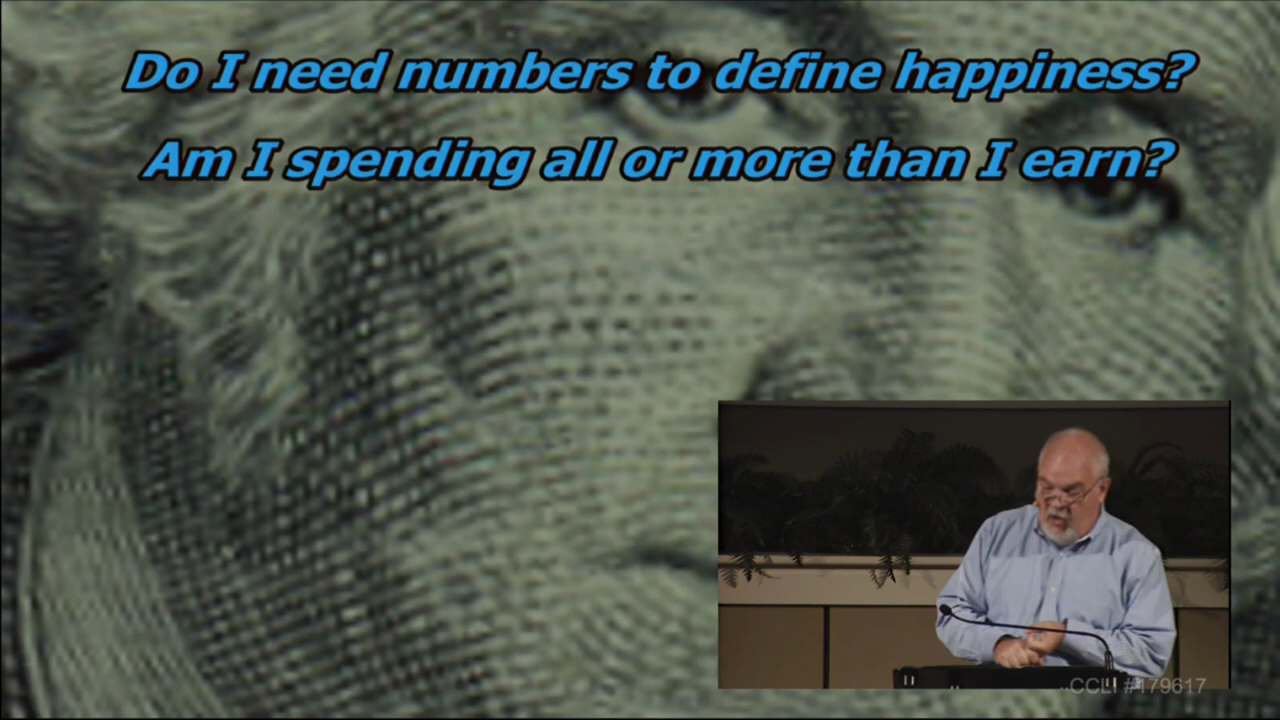 Do I need numbers to define happiness?
Am I spending all or more than I earn?
CCLI #179617